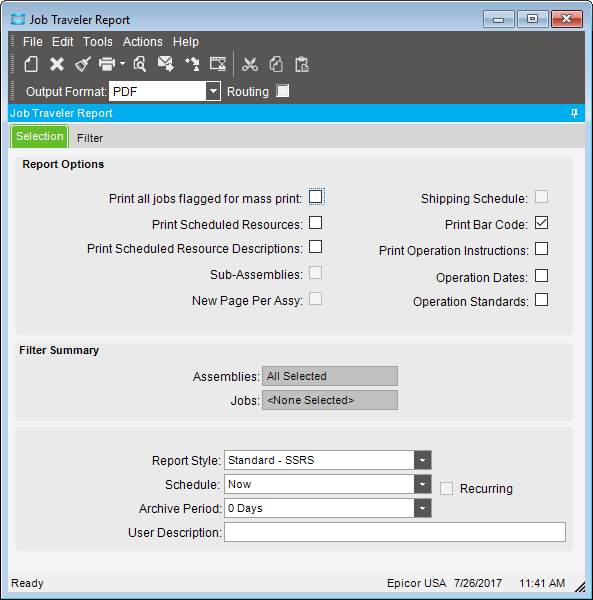 Job Traveler Report
File Edit Tools Actions Help
Output Format: PDF Routing
Job Traveler Report
Selection Filter
Report Options
Print all jobs flagged for mass print: Shipping Schedule:
Print Scheduled Resources: Print Bar Code:
Print Scheduled Resource Descriptions: Print Operation Instructions:
Sub-Assemblies: Operation Dates:
New Page Per Assy: Operation Standards:
Filter Summary
Assemblies: All Selected
Jobs: <None Selected>
Report Style: Standard - SSRS
Schedule: Now Recurring
Archive Period: 0 Days
User Description:
Ready Epicor USA 7/26/2017 11:41 AM